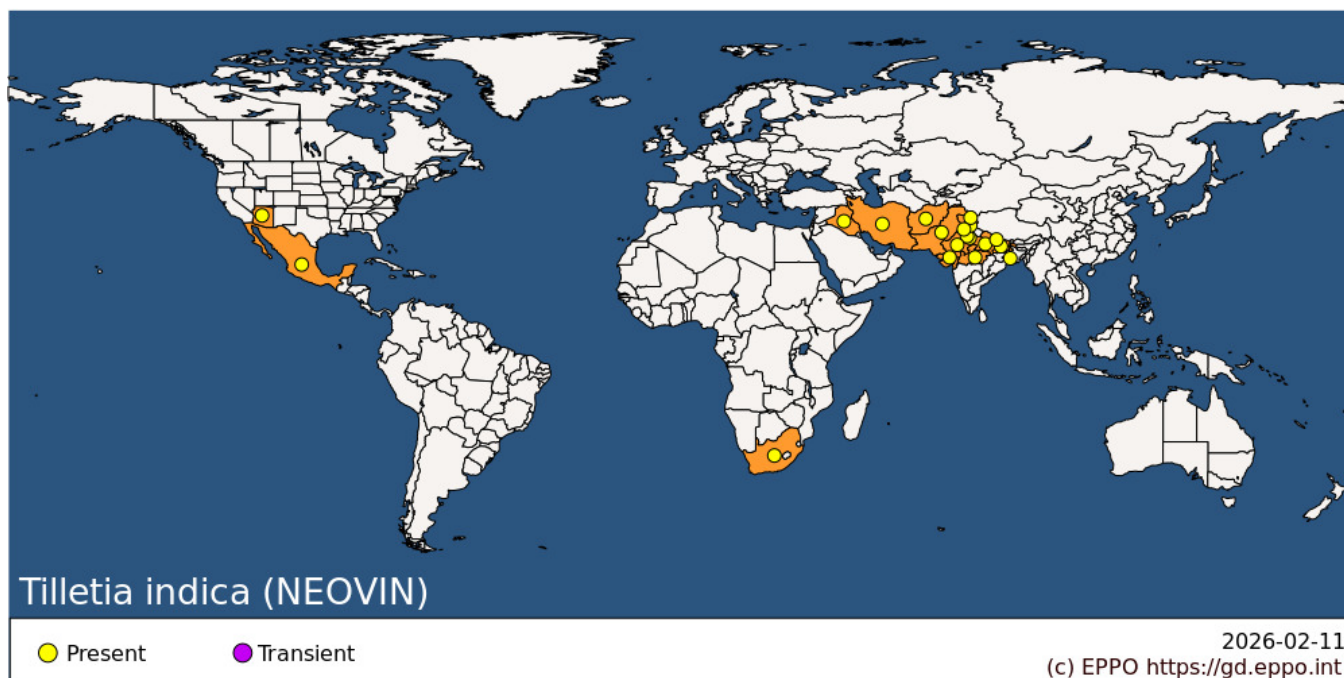 Tilletia indica (NEOVIN)
Present
Transient
2026-02-11
(c) EPPO https://gd.eppo.int